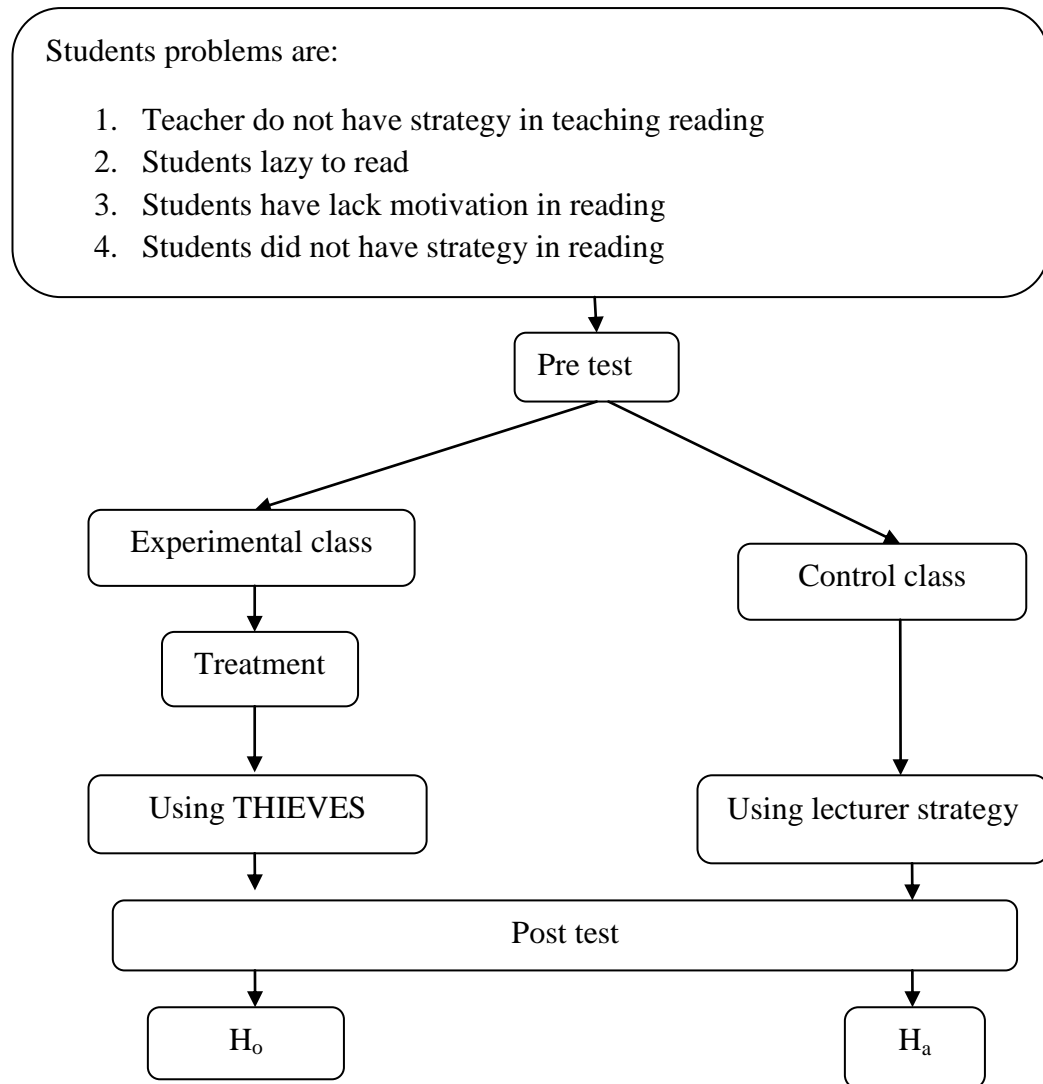 Students problems are:
1. Teacher do not have strategy in teaching reading
2. Students lazy to read
3. Students have lack motivation in reading
4. Students did not have strategy in reading
Pre test
Experimental class
Control class
Treatment
Using THIEVES
Using lecturer strategy
Post test
Ho
Ha